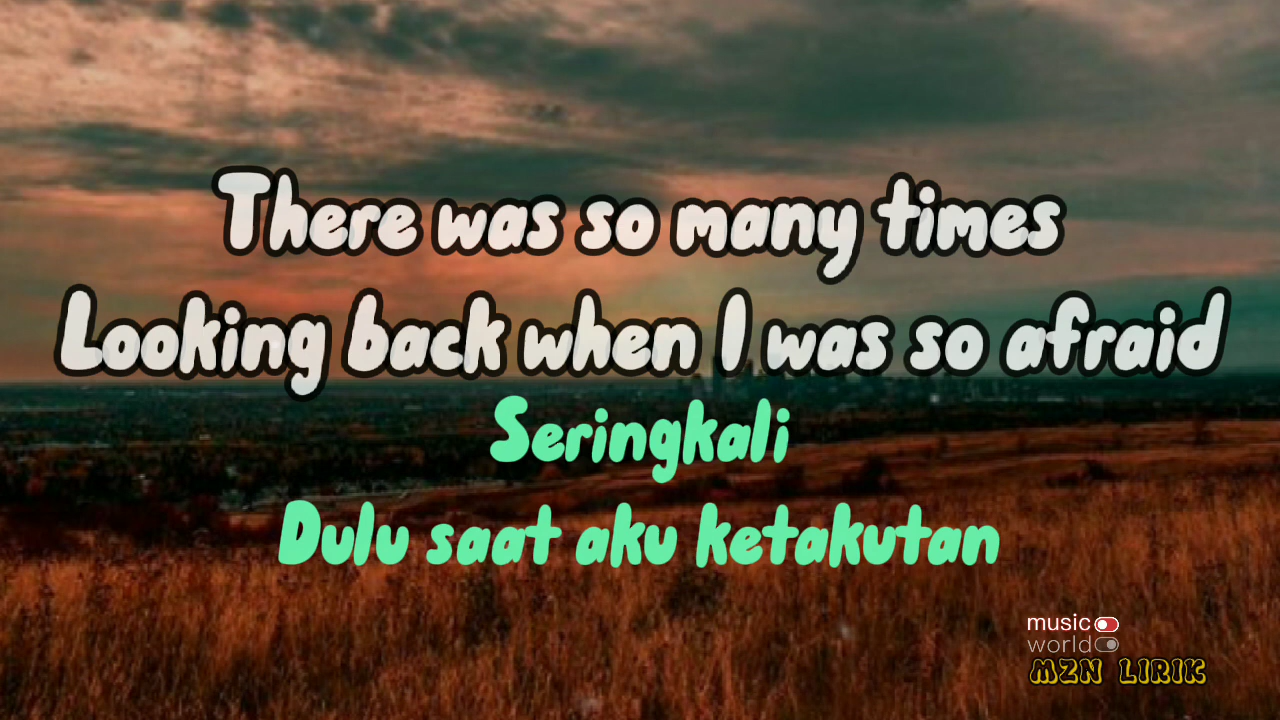 There was so many times
Looking back when I was so afraid
Seringkali
Dulu saat aku ketakutan
music
world
MZN LIRIK